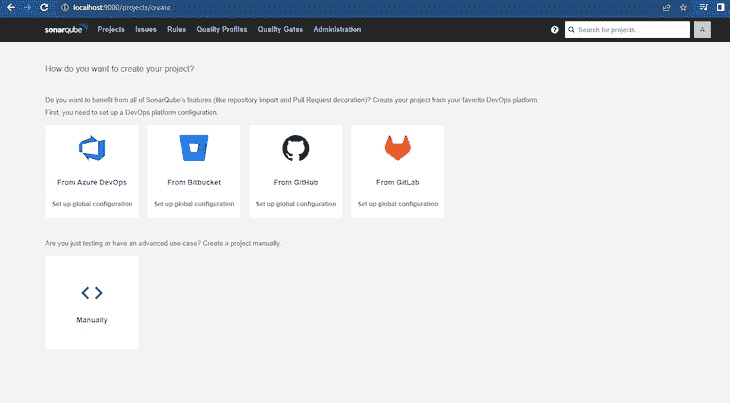 localhost:9000/projects/create
sonarqube Projects Issues Rules Quality Profiles Quality Gates Administration ? Search for projects... A
How do you want to create your project?
Do you want to benefit from all of SonarQube's features (like repository import and Pull Request decoration)? Create your project from your favorite DevOps platform.
First, you need to set up a DevOps platform configuration.
From Azure DevOps From Bitbucket From GitHub From GitLab
Set up global configuration Set up global configuration Set up global configuration Set up global configuration
Are you just testing or have an advanced use-case? Create a project manually.
Manually